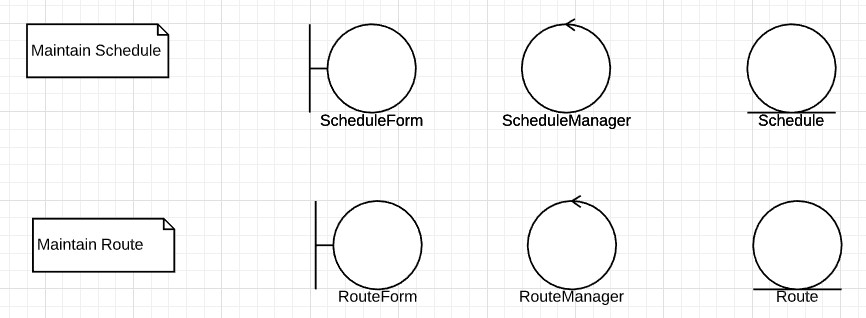 Maintain Schedule
ScheduleForm
ScheduleManager
Schedule
Maintain Route
RouteForm
RouteManager
Route